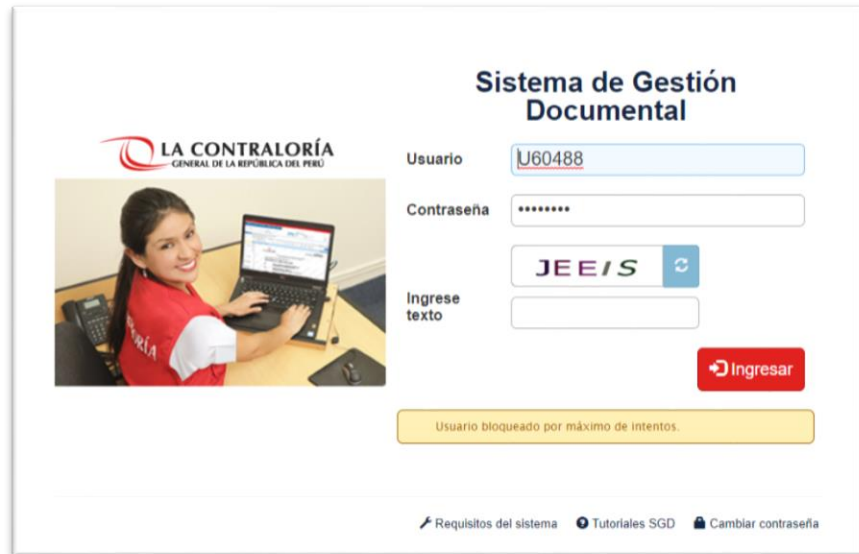 Sistema de Gestión
Documental
LA CONTRALORÍA
GENERAL DE LA REPÚBLICA DEL PERÚ
Usuario
U60488
Contraseña
••••••••
JEEIS
Ingrese
texto
Ingresar
Usuario bloqueado por máximo de intentos.
Requisitos del sistema
Tutoriales SGD
Cambiar contraseña